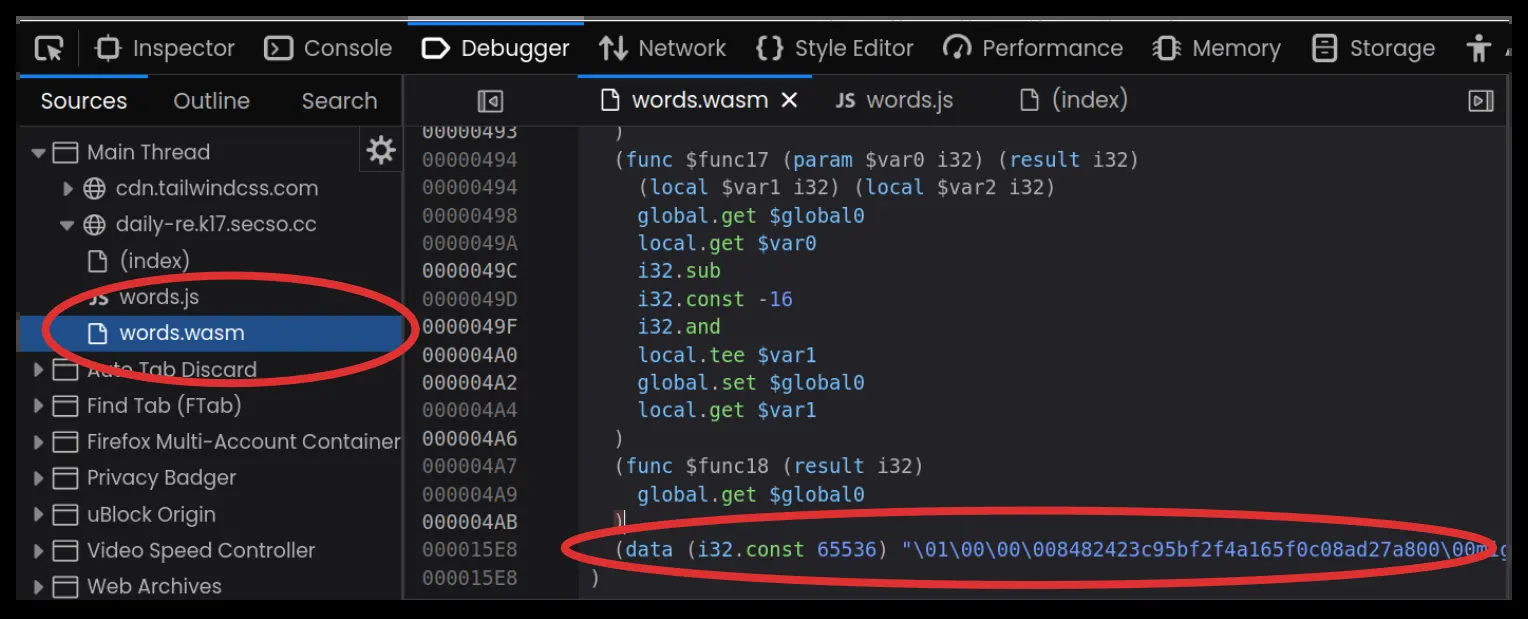 Inspector Console Debugger Network Style Editor Performance Memory Storage
Sources Outline Search
words.wasm JS words.js (index)
Main Thread
cdn.tailwindcss.com
daily-re.k17.secso.cc
(index)
JS words.js
words.wasm
Auto Tab Discard
Find Tab (FTab)
Firefox Multi-Account Container
Privacy Badger
uBlock Origin
Video Speed Controller
Web Archives
00000493 )
00000494 (func $func17 (param $var0 i32) (result i32)
00000494 (local $var1 i32) (local $var2 i32)
00000498 global.get $global0
0000049A local.get $var0
0000049C i32.sub
0000049D i32.const -16
0000049F i32.and
000004A0 local.tee $var1
000004A2 global.set $global0
000004A4 local.get $var1
000004A6 )
000004A7 (func $func18 (result i32)
000004A9 global.get $global0
000004AB )
000015E8 (data (i32.const 65536) "\01\00\00\008482423c95bf2f4a165f0c08ad27a800\00mig
000015E8 )